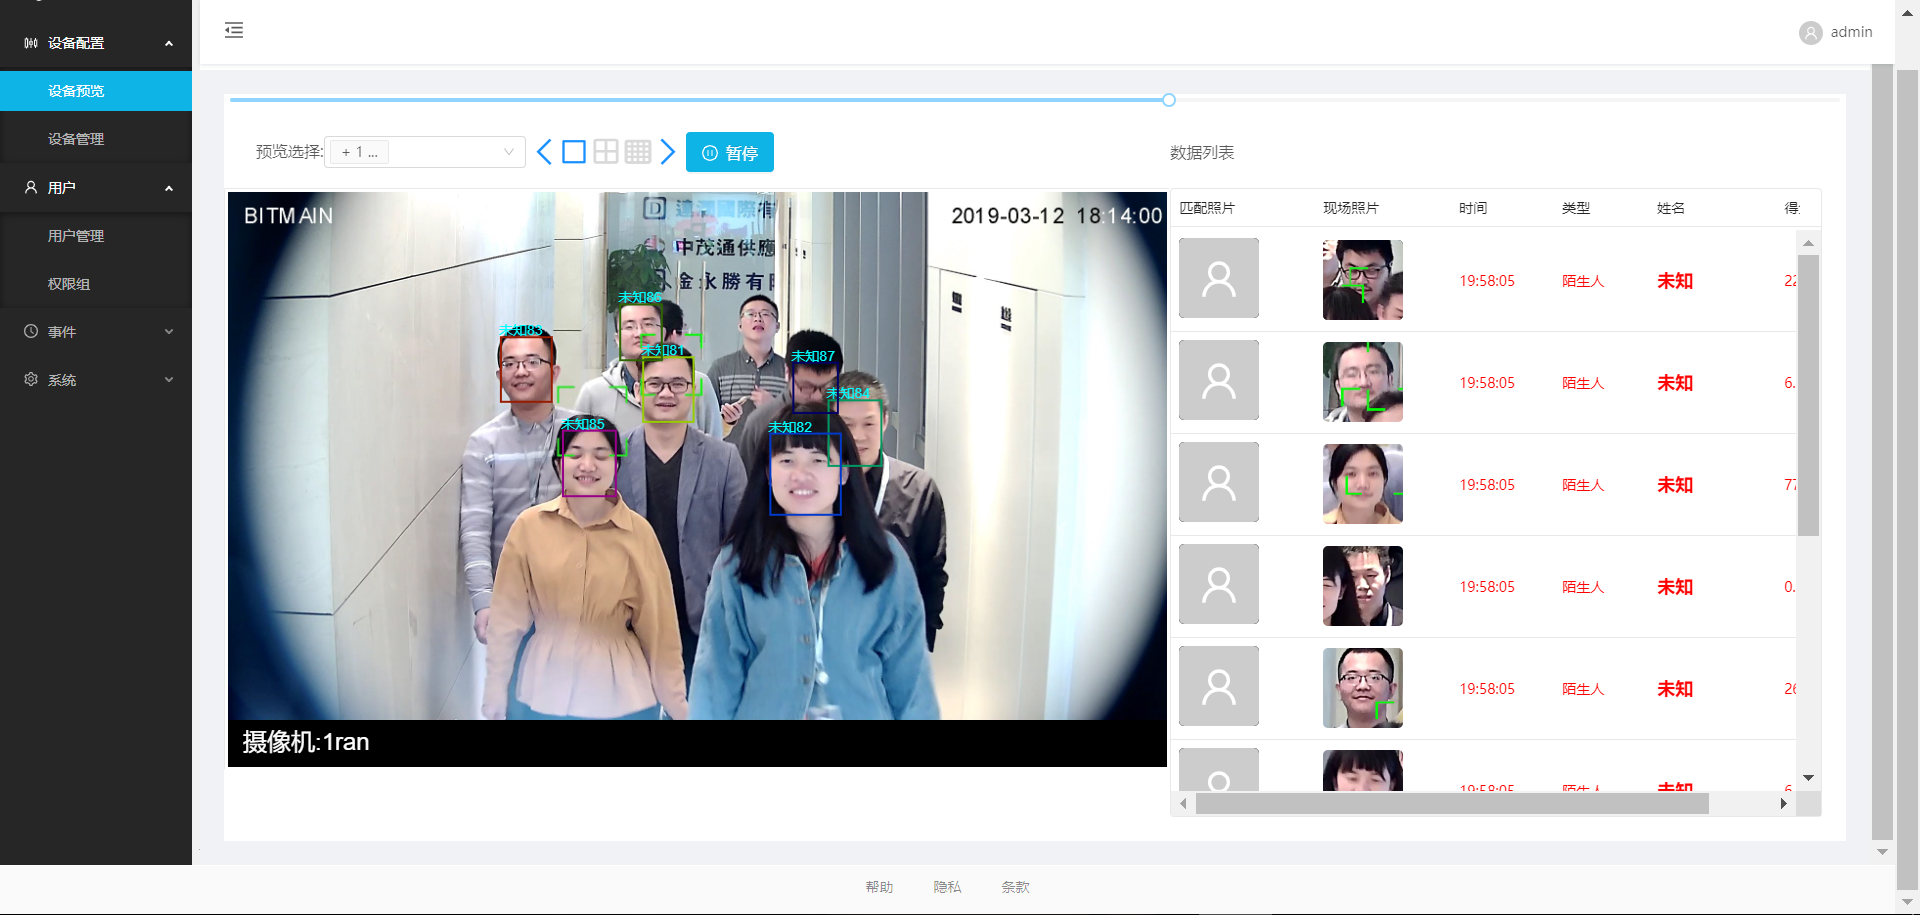 设备配置
admin
设备预览
设备管理
用户
用户管理
权限组
事件
系统
预览选择:
+ 1 ...
暂停
数据列表
BITMAIN
2019-03-12 18:14:00
中茂通供應
金永勝有限
未知86
未知83
未知81
未知87
未知84
未知85
未知82
摄像机:1ran
匹配照片 现场照片 时间 类型 姓名
19:58:05 陌生人 未知 22
19:58:05 陌生人 未知 6.
19:58:05 陌生人 未知 77
19:58:05 陌生人 未知 0.
19:58:05 陌生人 未知 26
19:58:05 陌生人 未知 6
帮助 隐私 条款